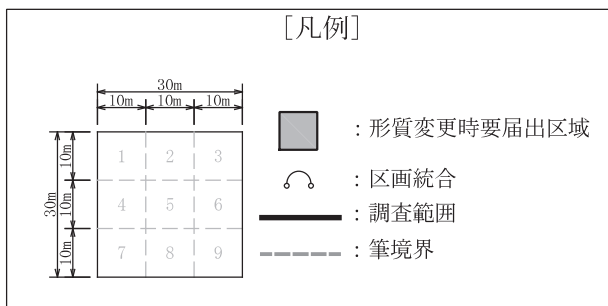 [凡例]
30m
10m 10m 10m
30m
10m
10m
10m
1 2 3
4 5 6
7 8 9
：形質変更時要届出区域
：区画統合
：調査範囲
：筆境界